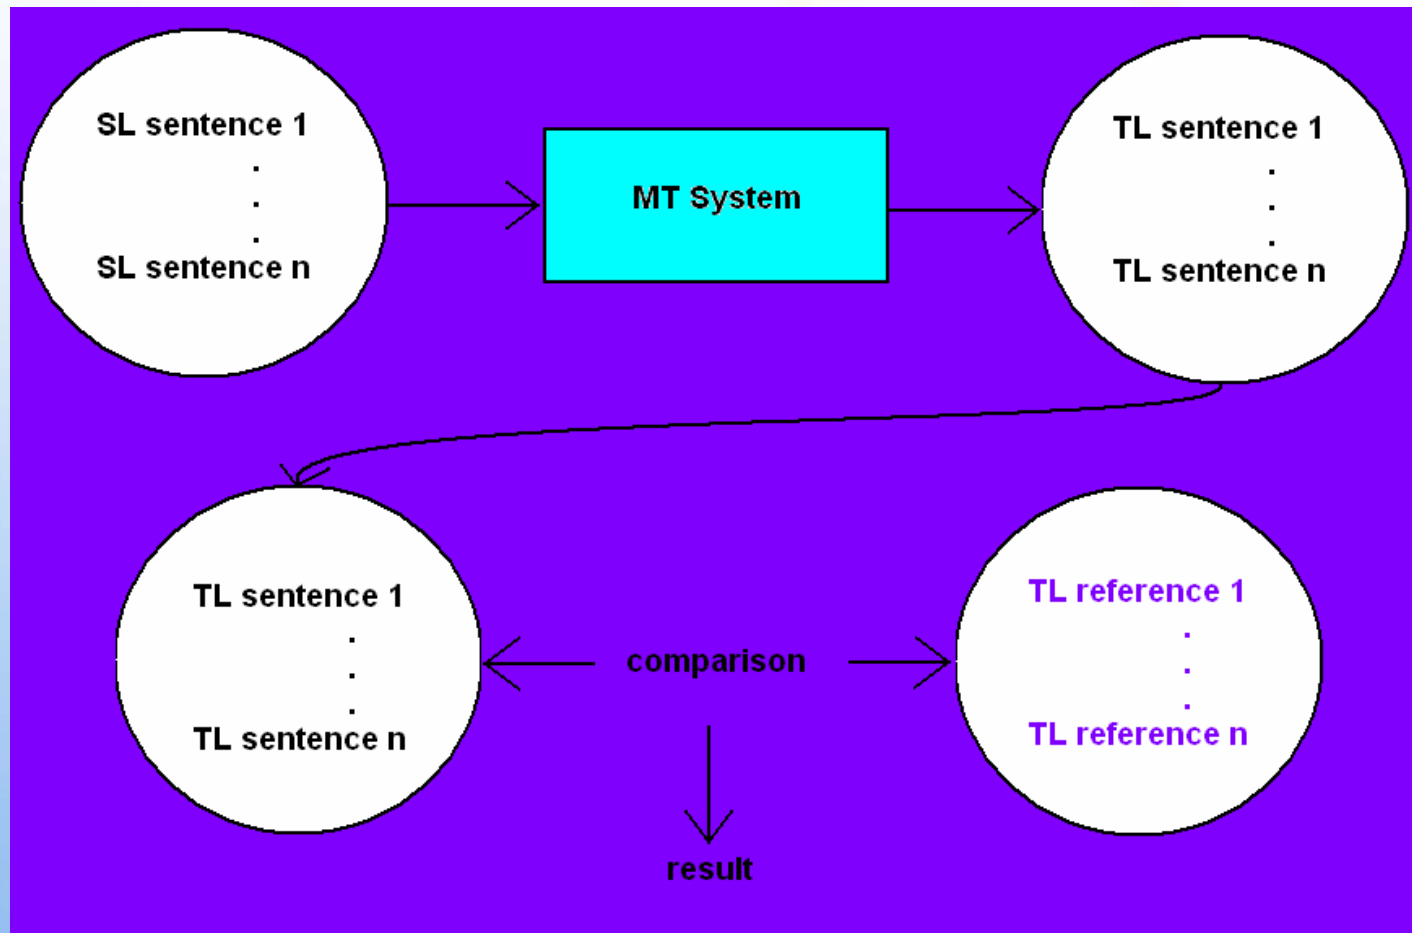 SL sentence 1
.
.
.
SL sentence n
MT System
TL sentence 1
.
.
.
TL sentence n
TL sentence 1
.
.
.
TL sentence n
comparison
TL reference 1
.
.
.
TL reference n
result